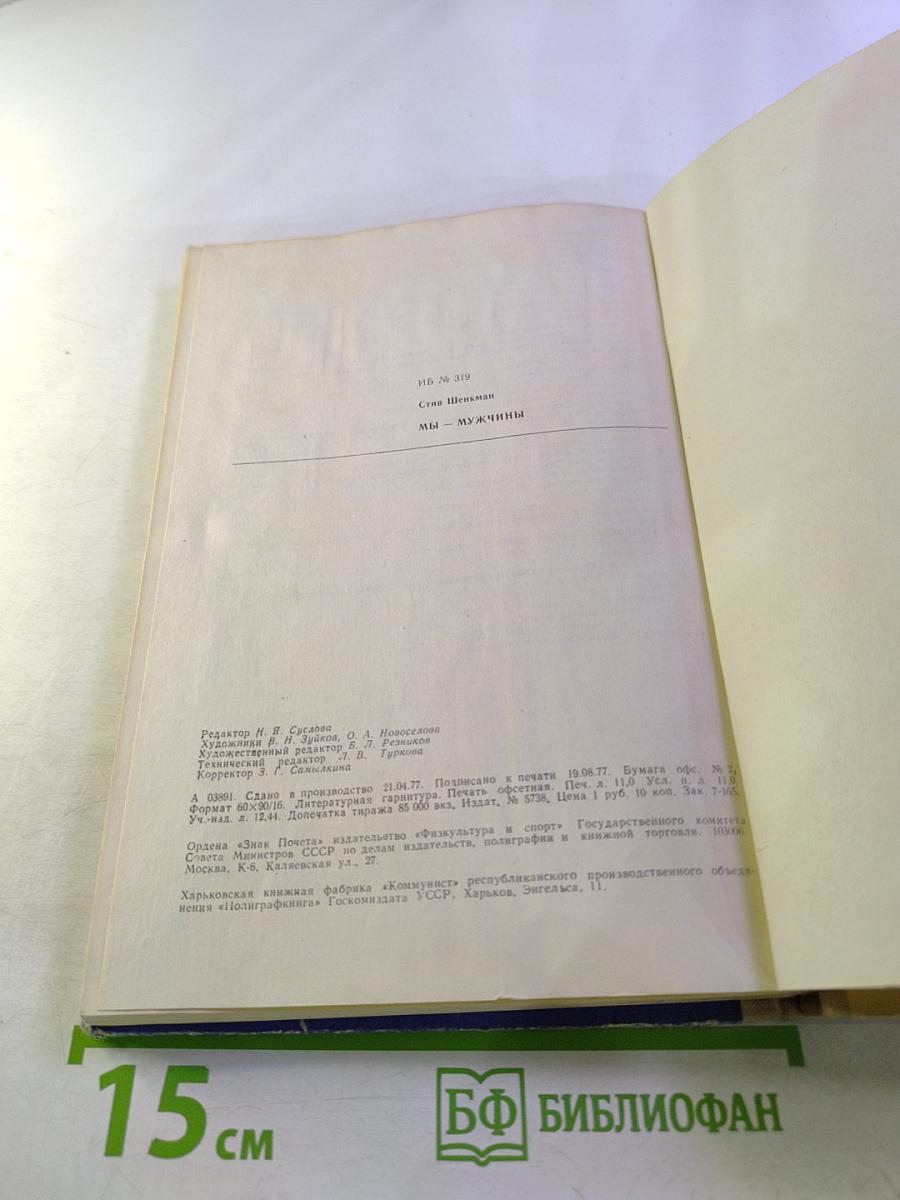 ИБ № 319
Стив Шенкман
МЫ — МУЖЧИНЫ
Редактор Н. Я. Суслова
Художники В. Н. Зуйков, О. А. Новоселова
Художественный редактор Б. Л. Резников
Технический редактор Л. В. Туркова
Корректор З. Г. Самылкина
А 03891. Сдано в производство 21.04.77. Подписано к печати 19.08.77. Бумага офс. № 2.
Формат 60×90/16. Литературная гарнитура. Печать офсетная. Печ. л. 11,0. Усл. п. л. 11,0.
Уч.-изд. л. 12,44. Допечатка тиража 85 000 экз. Издат. № 5738. Цена 1 руб. 10 коп. Зак. 7-165.
Ордена «Знак Почета» издательство «Физкультура и спорт» Государственного комитета
Совета Министров СССР по делам издательств, полиграфии и книжной торговли. 103006.
Москва, К-6, Каляевская ул., 27.
Харьковская книжная фабрика «Коммунист» республиканского производственного объеди-
нения «Полиграфкнига» Госкомиздата УССР. Харьков, Энгельса, 11.
15 см
БФ БИБЛИОФАН